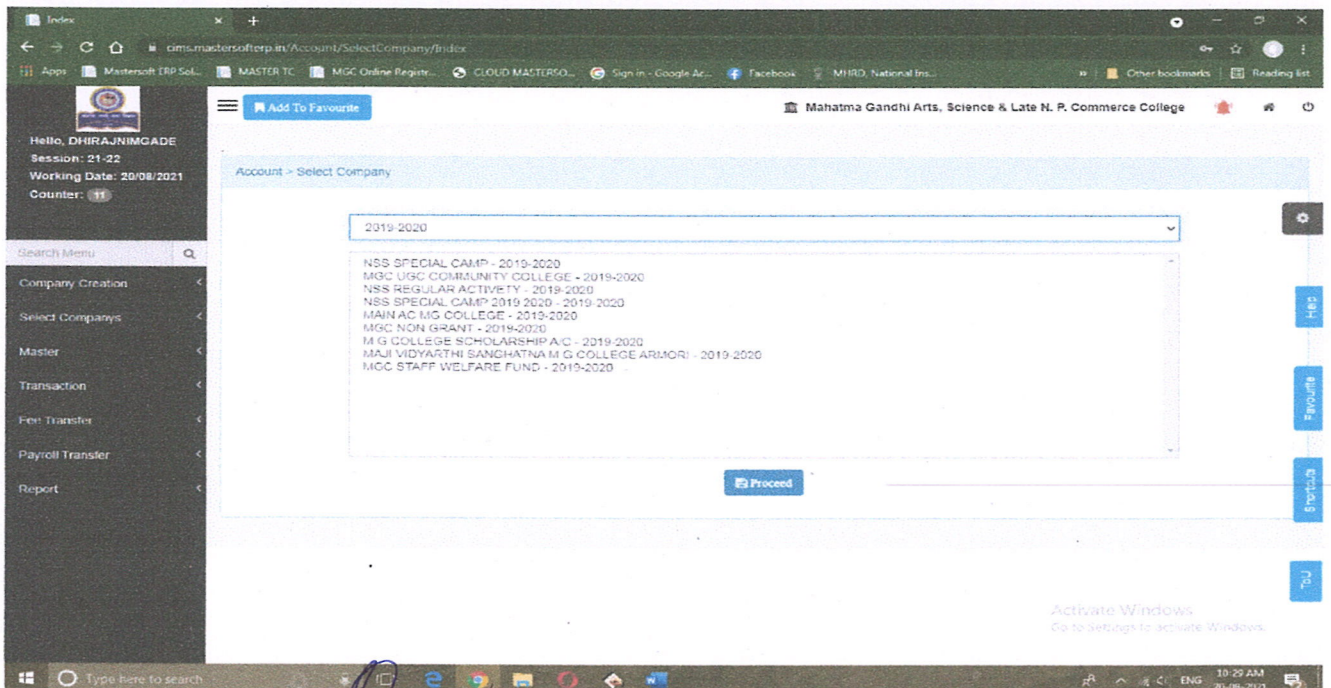 Index
cims.mastersofterp.in/Account/SelectCompany/Index
Apps Mastersoft ERP Sol... MASTER TC MGC Online Registr... CLOUD MASTERSO... Sign in - Google Ac... Facebook MHRD, National Ins... » Other bookmarks Reading list
Add To Favourite
Mahatma Gandhi Arts, Science & Late N. P. Commerce College
Hello, DHIRAJNIMGADE
Session: 21-22
Working Date: 20/08/2021
Counter: 11
Account > Select Company
2019-2020
Search Menu
Company Creation
Select Companys
Master
Transaction
Fee Transfer
Payroll Transfer
Report
NSS SPECIAL CAMP - 2019-2020
MGC UGC COMMUNITY COLLEGE - 2019-2020
NSS REGULAR ACTIVETY - 2019-2020
NSS SPECIAL CAMP 2019 2020 - 2019-2020
MAIN AC MG COLLEGE - 2019-2020
MGC NON GRANT - 2019-2020
M G COLLEGE SCHOLARSHIP A/C - 2019-2020
MAJI VIDYARTHI SANGHATNA M G COLLEGE ARMORI - 2019-2020
MGC STAFF WELFARE FUND - 2019-2020
Proceed
Help
Favourite
Shortcuts
ToU
Activate Windows
Go to Settings to activate Windows.
Type here to search
ENG
10:29 AM
20-08-2021